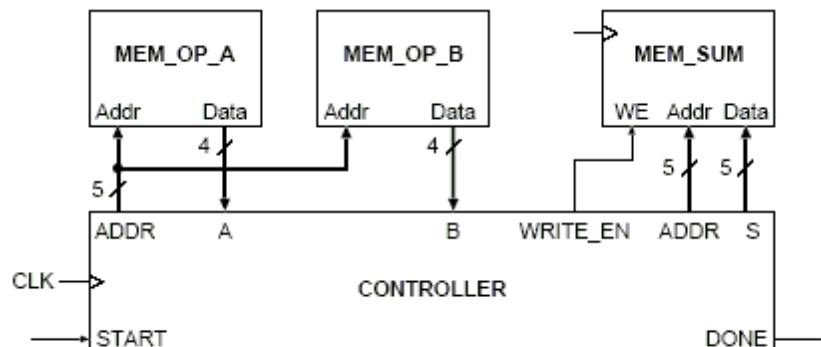 MEM_OP_A MEM_OP_B MEM_SUM
Addr Data Addr Data WE Addr Data
4 4
5 5 5
ADDR A B WRITE_EN ADDR S
CLK CONTROLLER
START DONE